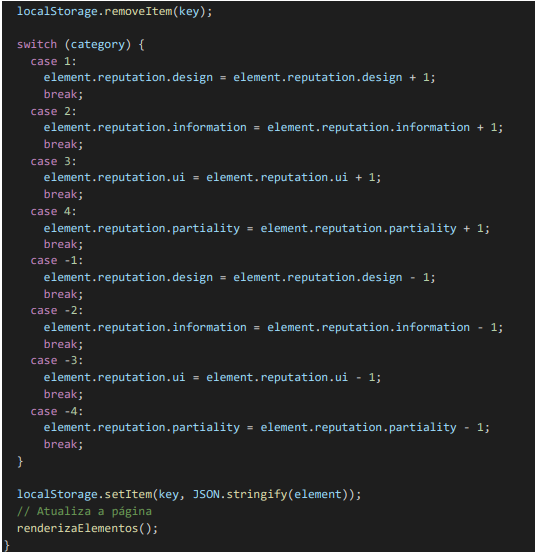 localStorage.removeItem(key);
switch (category) {
case 1:
element.reputation.design = element.reputation.design + 1;
break;
case 2:
element.reputation.information = element.reputation.information + 1;
break;
case 3:
element.reputation.ui = element.reputation.ui + 1;
break;
case 4:
element.reputation.partiality = element.reputation.partiality + 1;
break;
case -1:
element.reputation.design = element.reputation.design - 1;
break;
case -2:
element.reputation.information = element.reputation.information - 1;
break;
case -3:
element.reputation.ui = element.reputation.ui - 1;
break;
case -4:
element.reputation.partiality = element.reputation.partiality - 1;
break;
}
localStorage.setItem(key, JSON.stringify(element));
// Atualiza a página
renderizaElementos();
}